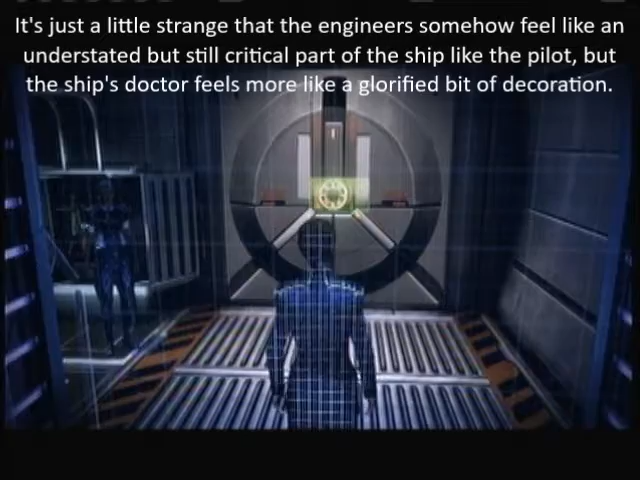 It's just a little strange that the engineers somehow feel like an
understated but still critical part of the ship like the pilot, but
the ship's doctor feels more like a glorified bit of decoration.